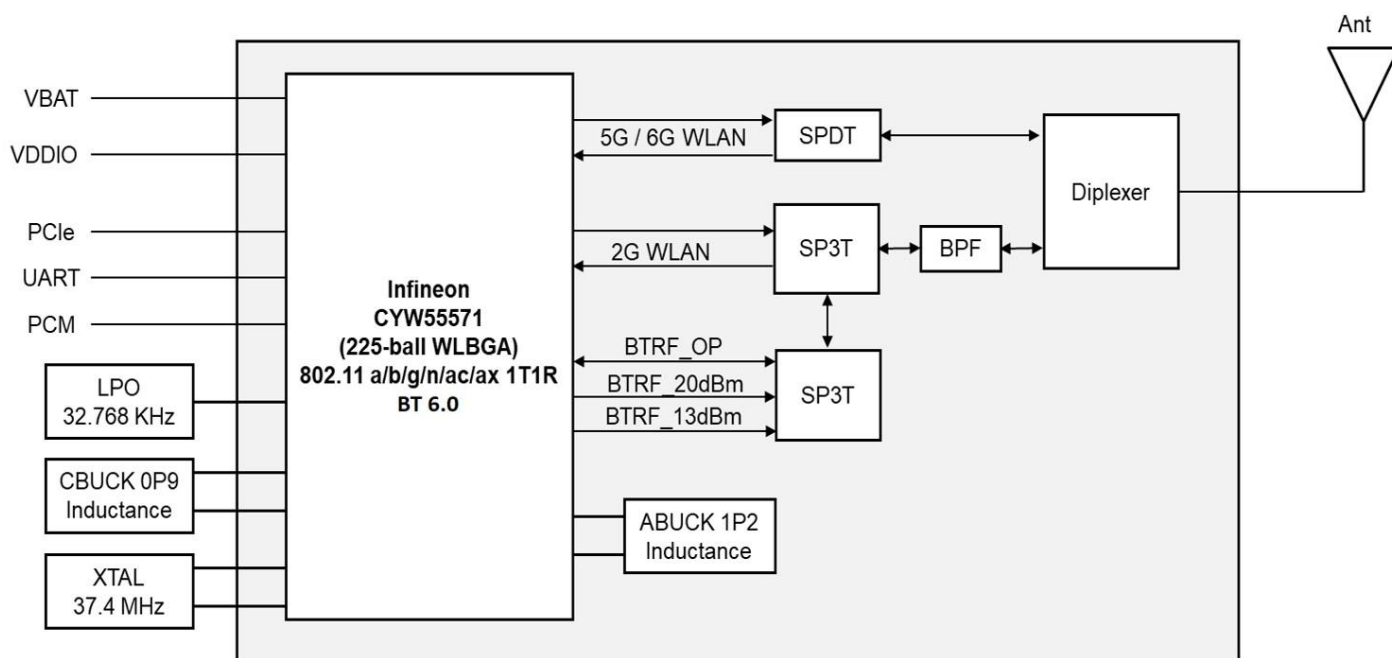 Ant
VBAT
VDDIO
PCIe
UART
PCM
LPO
32.768 KHz
CBUCK 0P9
Inductance
XTAL
37.4 MHz
Infineon
CYW55571
(225-ball WLBGA)
802.11 a/b/g/n/ac/ax 1T1R
BT 6.0
5G / 6G WLAN
SPDT
2G WLAN
SP3T
BPF
Diplexer
BTRF_OP
BTRF_20dBm
BTRF_13dBm
SP3T
ABUCK 1P2
Inductance